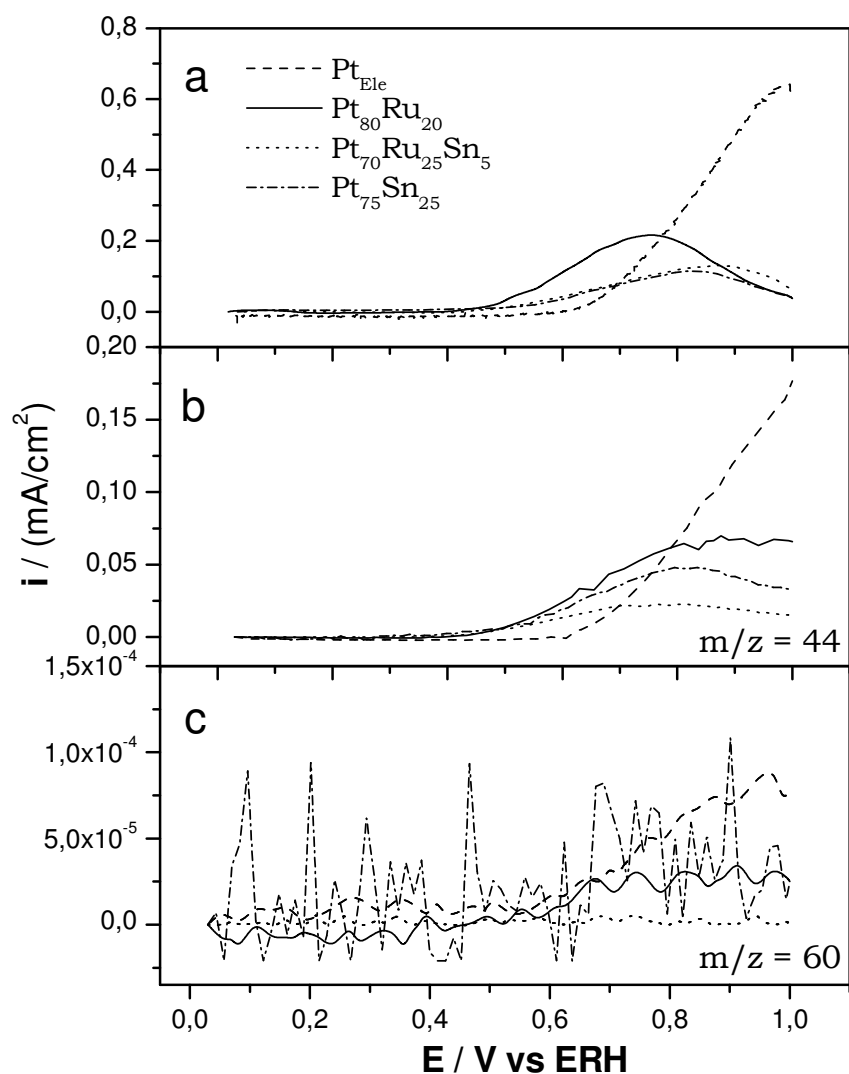 a
Pt_Ele
Pt80Ru20
Pt70Ru25Sn5
Pt75Sn25
0,8
0,6
0,4
0,2
0,0
b
0,20
0,15
0,10
0,05
0,00
m/z = 44
c
1,5x10-4
1,0x10-4
5,0x10-5
0,0
m/z = 60
i / (mA/cm2)
0,0 0,2 0,4 0,6 0,8 1,0
E / V vs ERH